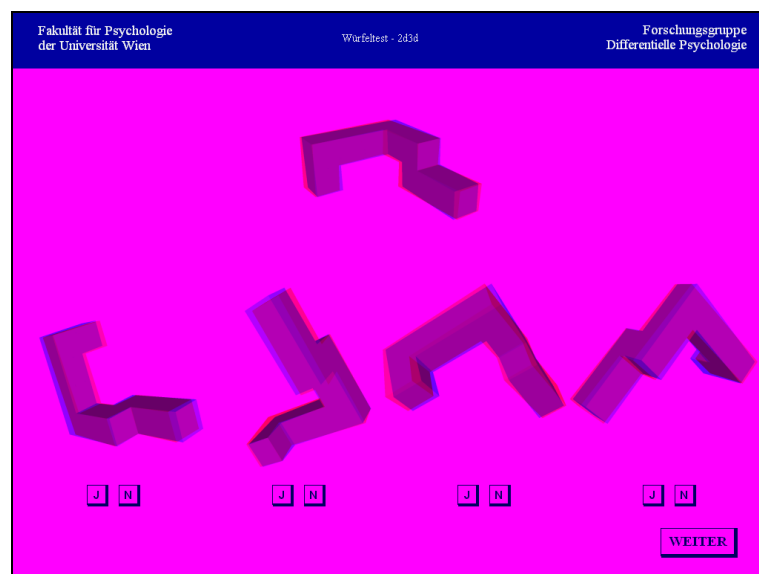 Fakultät für Psychologie
der Universität Wien
Würfeltest - 2d3d
Forschungsgruppe
Differentielle Psychologie
J N J N J N J N
WEITER